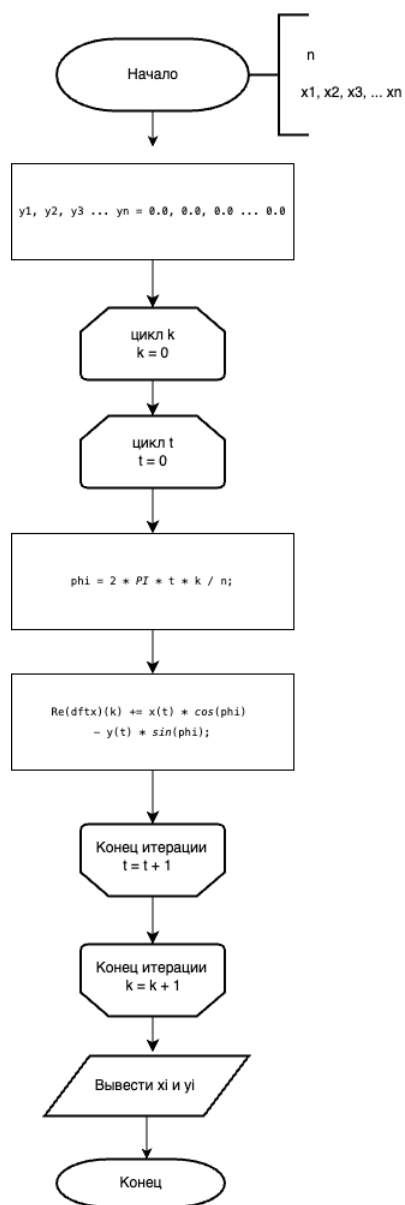 Начало
n
x1, x2, x3, ... xn
y1, y2, y3 ... yn = 0.0, 0.0, 0.0 ... 0.0
цикл k
k = 0
цикл t
t = 0
phi = 2 * PI * t * k / n;
Re(dftx)(k) += x(t) * cos(phi)
− y(t) * sin(phi);
Конец итерации
t = t + 1
Конец итерации
k = k + 1
Вывести xi и yi
Конец